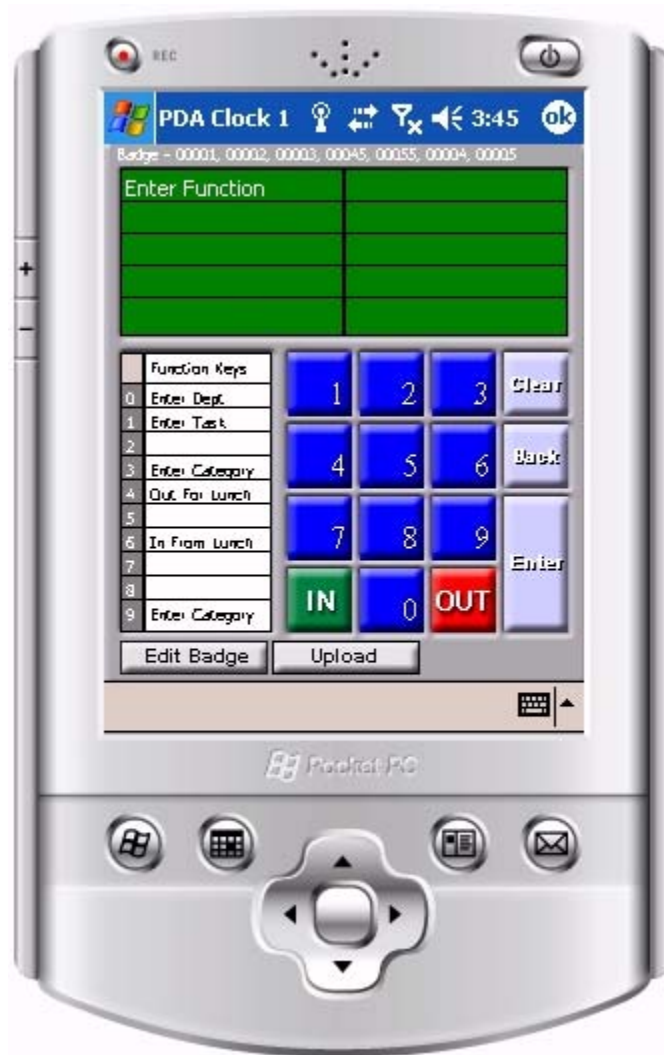 REC
PDA Clock 1 3:45 ok
Badge - 00001, 00002, 00003, 00045, 00055, 00004, 00005
Enter Function
Function Keys
0 Enter Dept
1 Enter Task
2
3 Enter Category
4 Out For Lunch
5
6 In From Lunch
7
8
9 Enter Category
1 2 3 Clear
4 5 6 Back
7 8 9 Enter
IN 0 OUT
Edit Badge Upload
Pocket PC
+
−